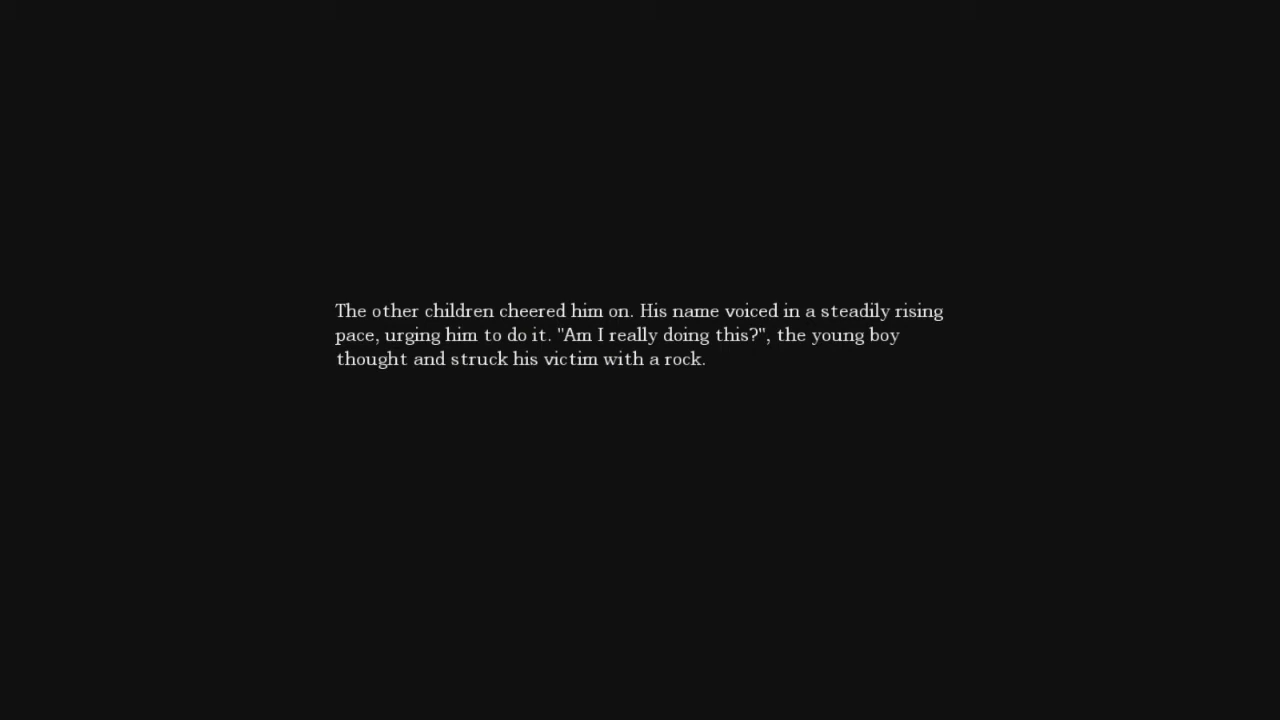 The other children cheered him on. His name voiced in a steadily rising
pace, urging him to do it. "Am I really doing this?", the young boy
thought and struck his victim with a rock.